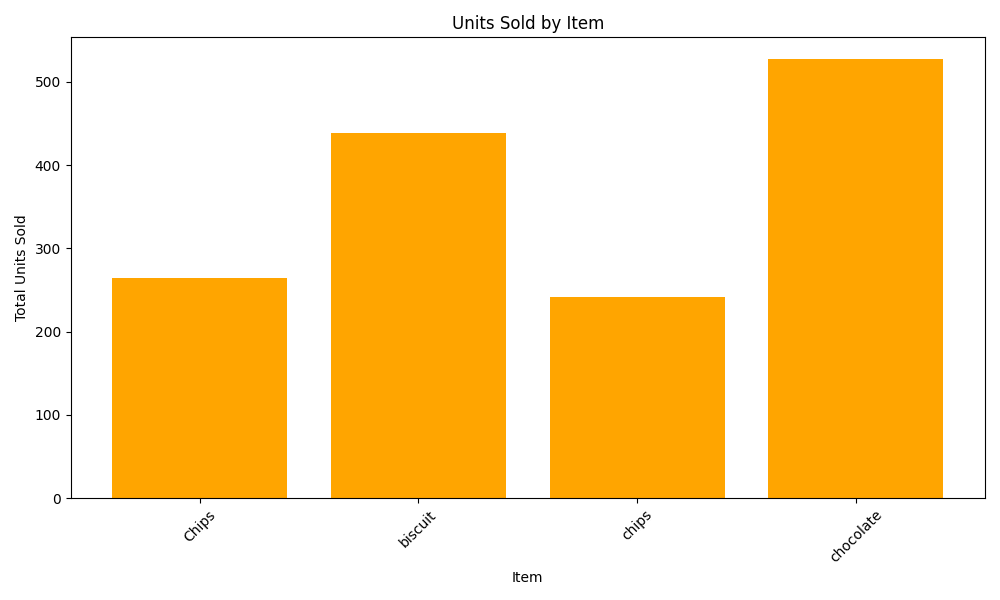 Units Sold by Item
Total Units Sold
500
400
300
200
100
0
Chips
biscuit
chips
chocolate
Item